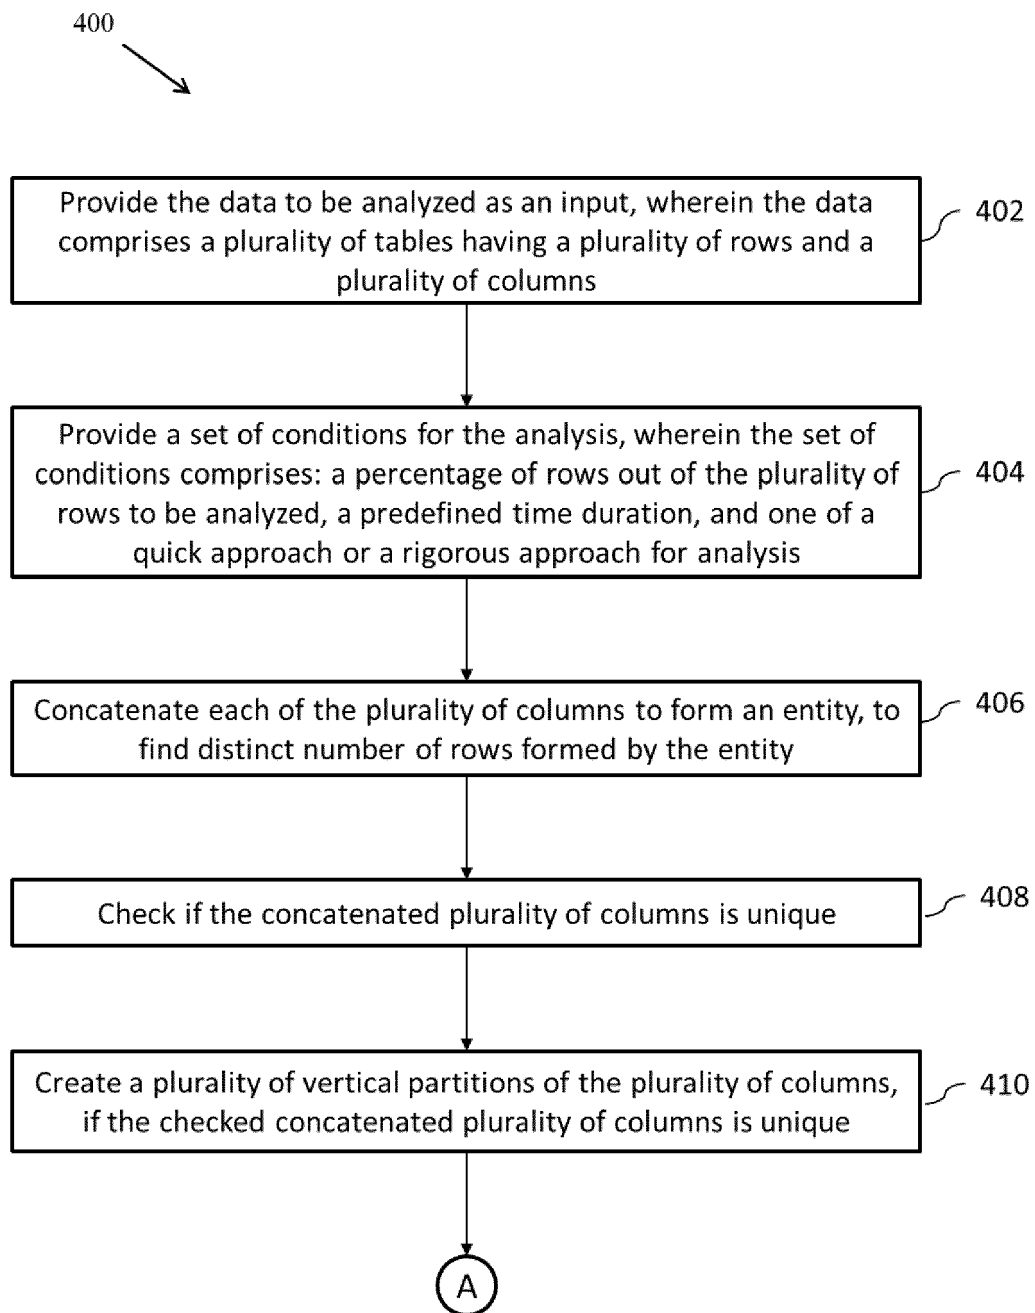 400
Provide the data to be analyzed as an input, wherein the data
comprises a plurality of tables having a plurality of rows and a
plurality of columns
402
Provide a set of conditions for the analysis, wherein the set of
conditions comprises: a percentage of rows out of the plurality of
rows to be analyzed, a predefined time duration, and one of a
quick approach or a rigorous approach for analysis
404
Concatenate each of the plurality of columns to form an entity, to
find distinct number of rows formed by the entity
406
Check if the concatenated plurality of columns is unique
408
Create a plurality of vertical partitions of the plurality of columns,
if the checked concatenated plurality of columns is unique
410
A